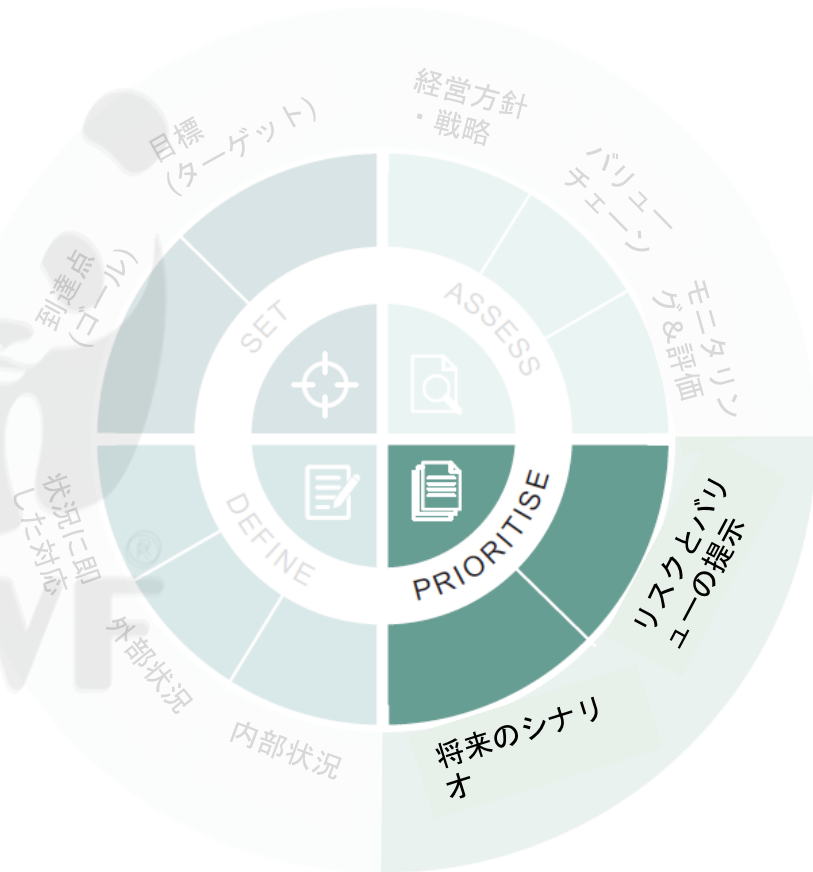 経営方針
・戦略
バリュー
チェーン
モニタリン
グ&評価
ASSESS
リスクとバリ
ューの提示
PRIORITISE
将来のシナリ
オ
内部状況
外部状況
状況に即
した対応
DEFINE
到達点
(ゴール)
目標
(ターゲット)
SET
WF
®